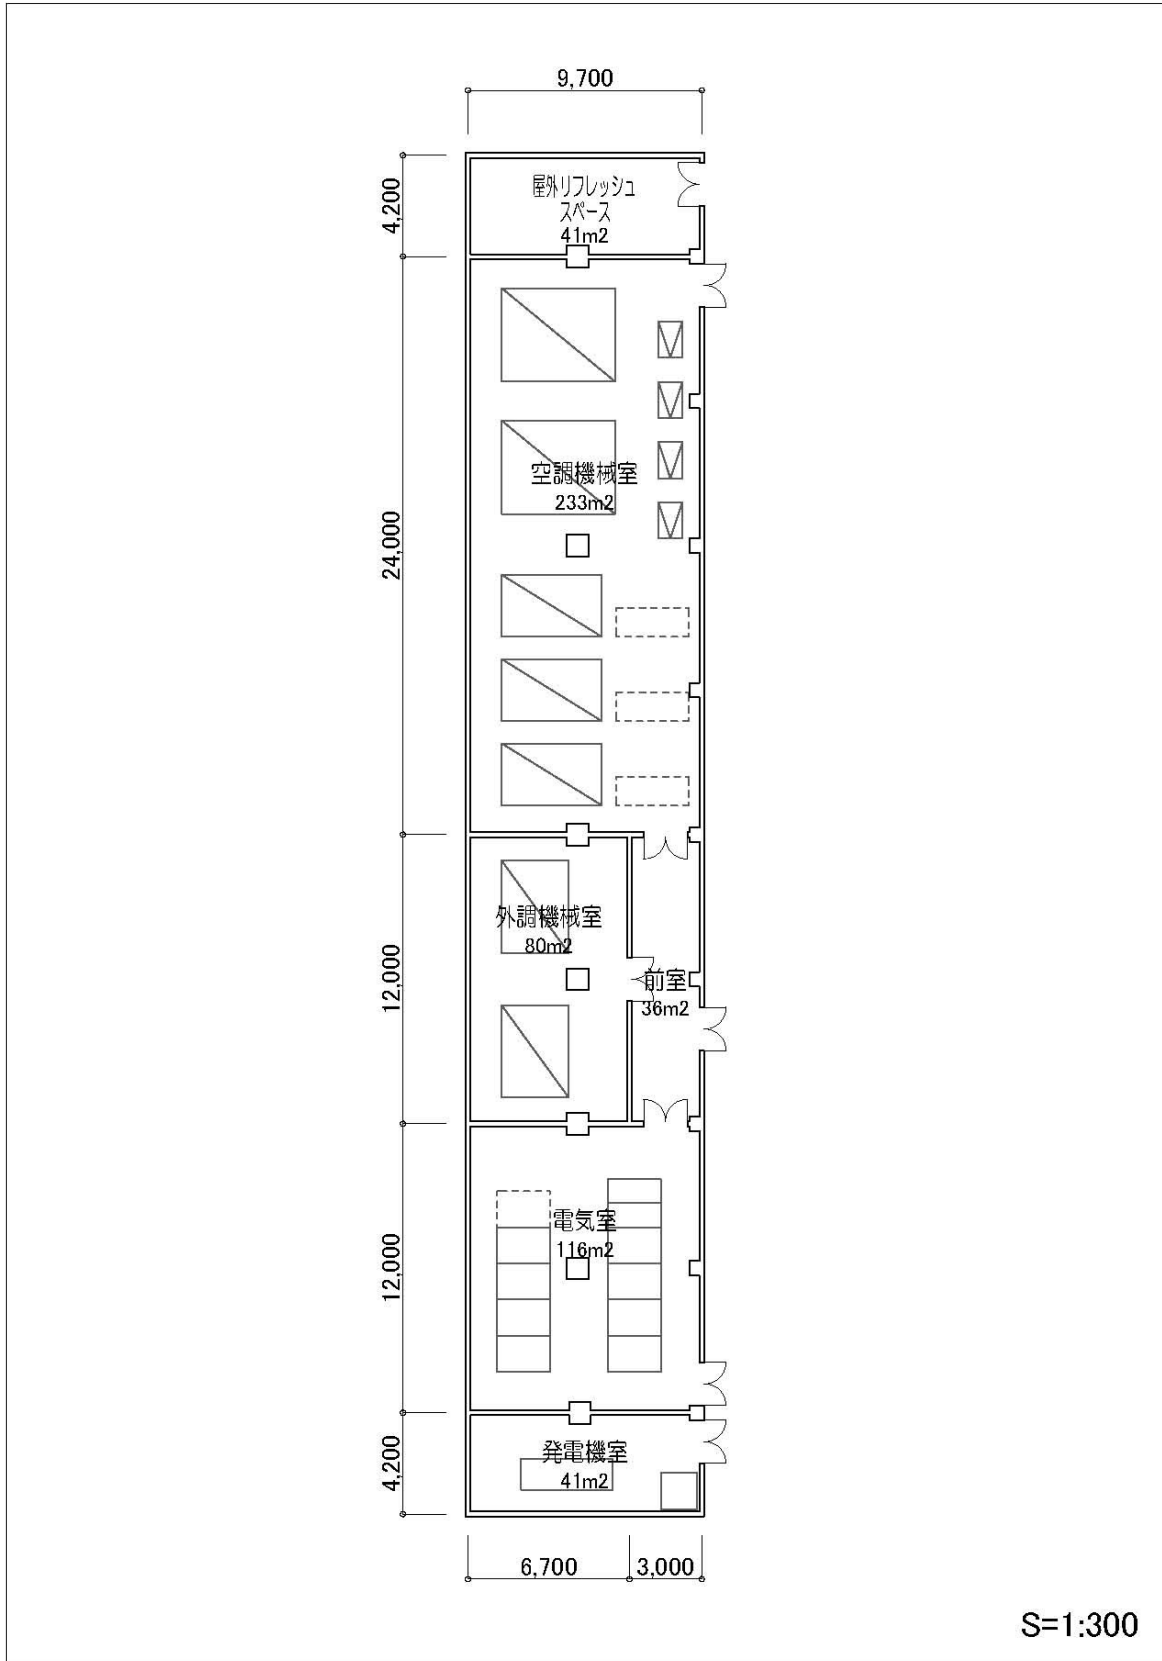 9,700
4,200
屋外リフレッシュ
スペース
41m2
24,000
空調機械室
233m2
12,000
外調機械室
80m2
前室
36m2
12,000
電気室
116m2
4,200
発電機室
41m2
6,700
3,000
S=1:300